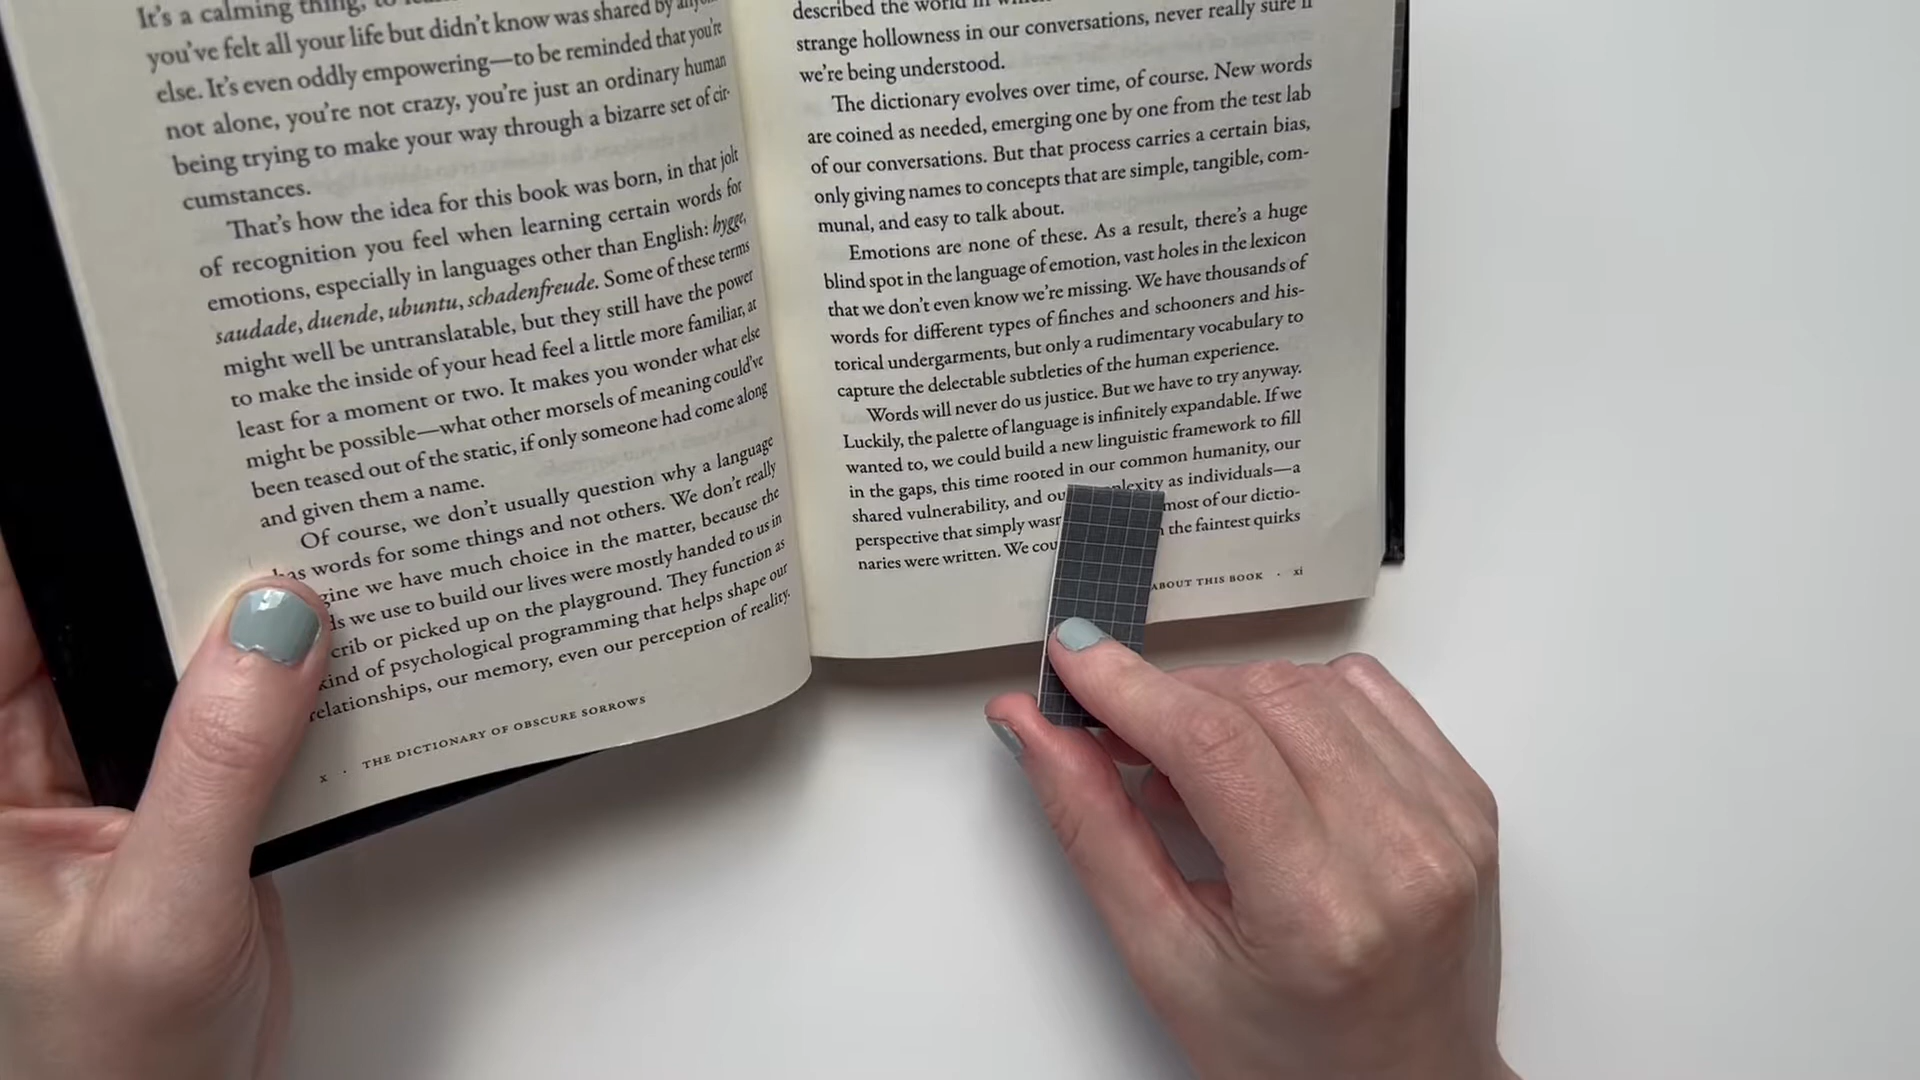 It's a calming thing, to
you've felt all your life but didn't know was shared by
else. It's even oddly empowering—to be reminded that you're
not alone, you're not crazy, you're just an ordinary human
being trying to make your way through a bizarre set of cir-
cumstances.
That's how the idea for this book was born, in that jolt
of recognition you feel when learning certain words for
emotions, especially in languages other than English: hygge,
saudade, duende, ubuntu, schadenfreude. Some of these terms
might well be untranslatable, but they still have the power
to make the inside of your head feel a little more familiar, at
least for a moment or two. It makes you wonder what else
might be possible—what other morsels of meaning could've
been teased out of the static, if only someone had come along
and given them a name.
Of course, we don't usually question why a language
has words for some things and not others. We don't really
gine we have much choice in the matter, because the
ds we use to build our lives were mostly handed to us in
crib or picked up on the playground. They function as
kind of psychological programming that helps shape our
relationships, our memory, even our perception of reality.
x · THE DICTIONARY OF OBSCURE SORROWS
described the world in
strange hollowness in our conversations, never really sure if
we're being understood.
The dictionary evolves over time, of course. New words
are coined as needed, emerging one by one from the test lab
of our conversations. But that process carries a certain bias,
only giving names to concepts that are simple, tangible, com-
munal, and easy to talk about.
Emotions are none of these. As a result, there's a huge
blind spot in the language of emotion, vast holes in the lexicon
that we don't even know we're missing. We have thousands of
words for different types of finches and schooners and his-
torical undergarments, but only a rudimentary vocabulary to
capture the delectable subtleties of the human experience.
Words will never do us justice. But we have to try anyway.
Luckily, the palette of language is infinitely expandable. If we
wanted to, we could build a new linguistic framework to fill
in the gaps, this time rooted in our common humanity, our
shared vulnerability, and ou plexity as individuals—a
perspective that simply wasn most of our dictio-
naries were written. We cou the faintest quirks
ABOUT THIS BOOK · xi